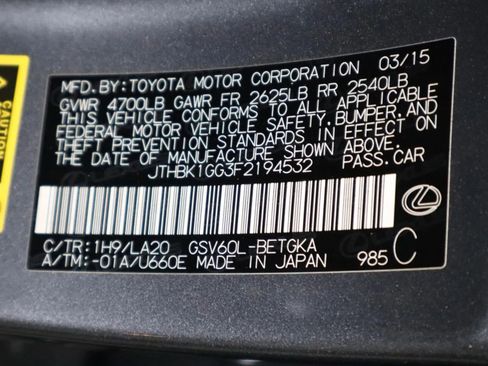 MFD. BY: TOYOTA MOTOR CORPORATION 03/15
GVWR 4700LB GAWR FR 2625LB RR 2540LB
THIS VEHICLE CONFORMS TO ALL APPLICABLE
FEDERAL MOTOR VEHICLE SAFETY, BUMPER, AND
THEFT PREVENTION STANDARDS IN EFFECT ON
THE DATE OF MANUFACTURE SHOWN ABOVE.
JTHBK1GG3F2194532 PASS.CAR
C/TR: 1H9/LA20 GSV60L-BETGKA
A/TM: -01A/U660E MADE IN JAPAN 985 C
CAUTION